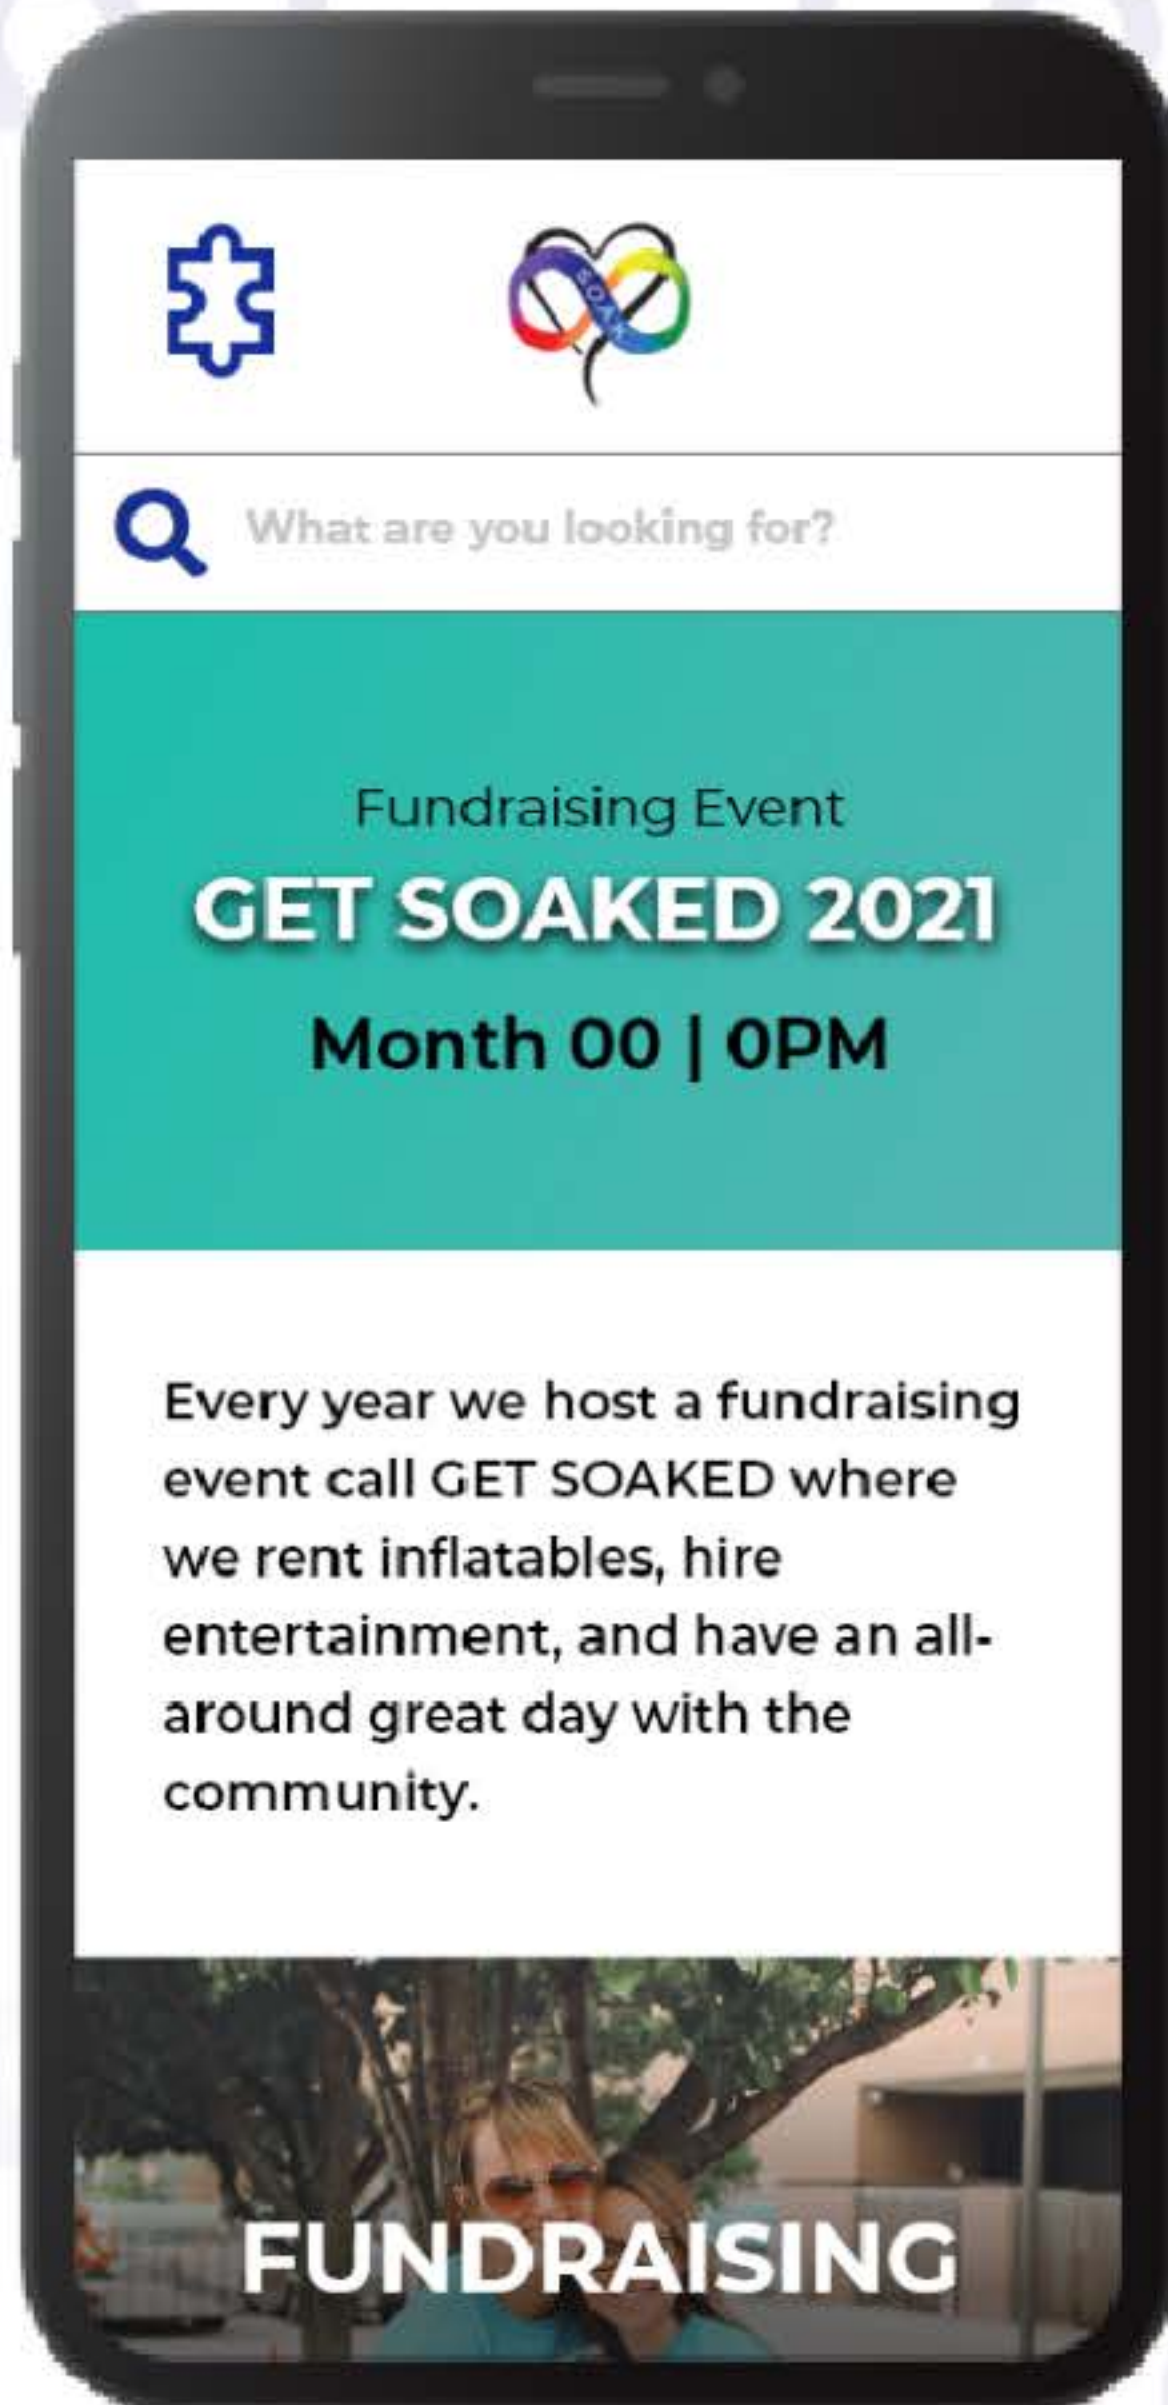 SOAK
What are you looking for?
Fundraising Event
GET SOAKED 2021
Month 00 | 0PM
Every year we host a fundraising
event call GET SOAKED where
we rent inflatables, hire
entertainment, and have an all-
around great day with the
community.
FUNDRAISING